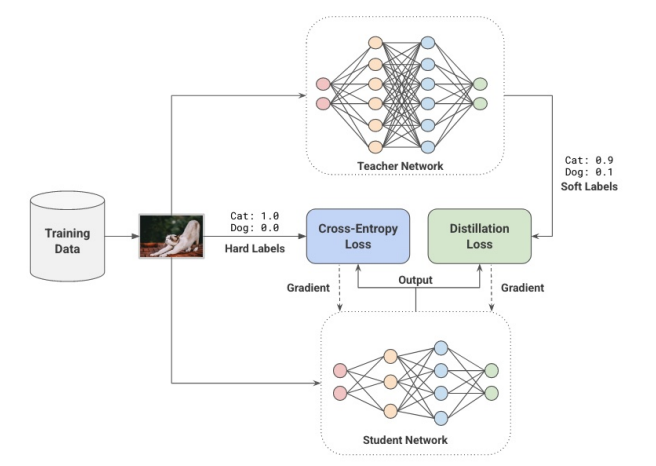 Teacher Network
Cat: 0.9
Dog: 0.1
Soft Labels
Training
Data
Cat: 1.0
Dog: 0.0
Hard Labels
Cross-Entropy
Loss
Distillation
Loss
Gradient
Output
Gradient
Student Network